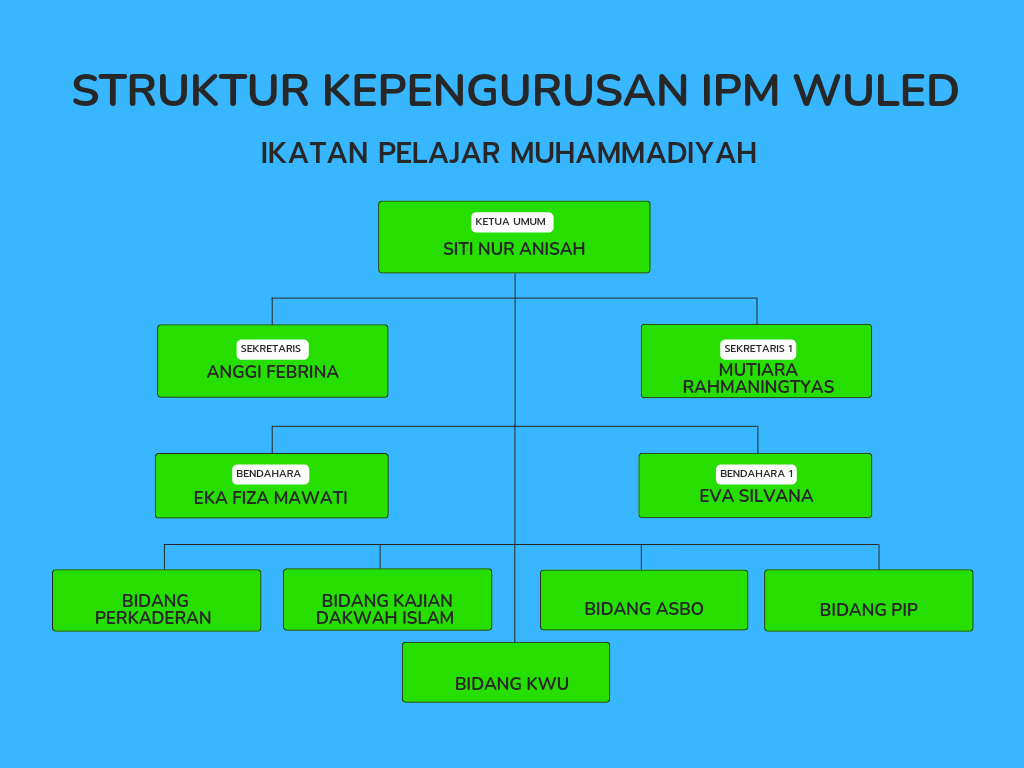 STRUKTUR KEPENGURUSAN IPM WULED
IKATAN PELAJAR MUHAMMADIYAH
KETUA UMUM
SITI NUR ANISAH
SEKRETARIS
ANGGI FEBRINA
SEKRETARIS 1
MUTIARA
RAHMANINGTYAS
BENDAHARA
EKA FIZA MAWATI
BENDAHARA 1
EVA SILVANA
BIDANG
PERKADERAN
BIDANG KAJIAN
DAKWAH ISLAM
BIDANG ASBO
BIDANG PIP
BIDANG KWU